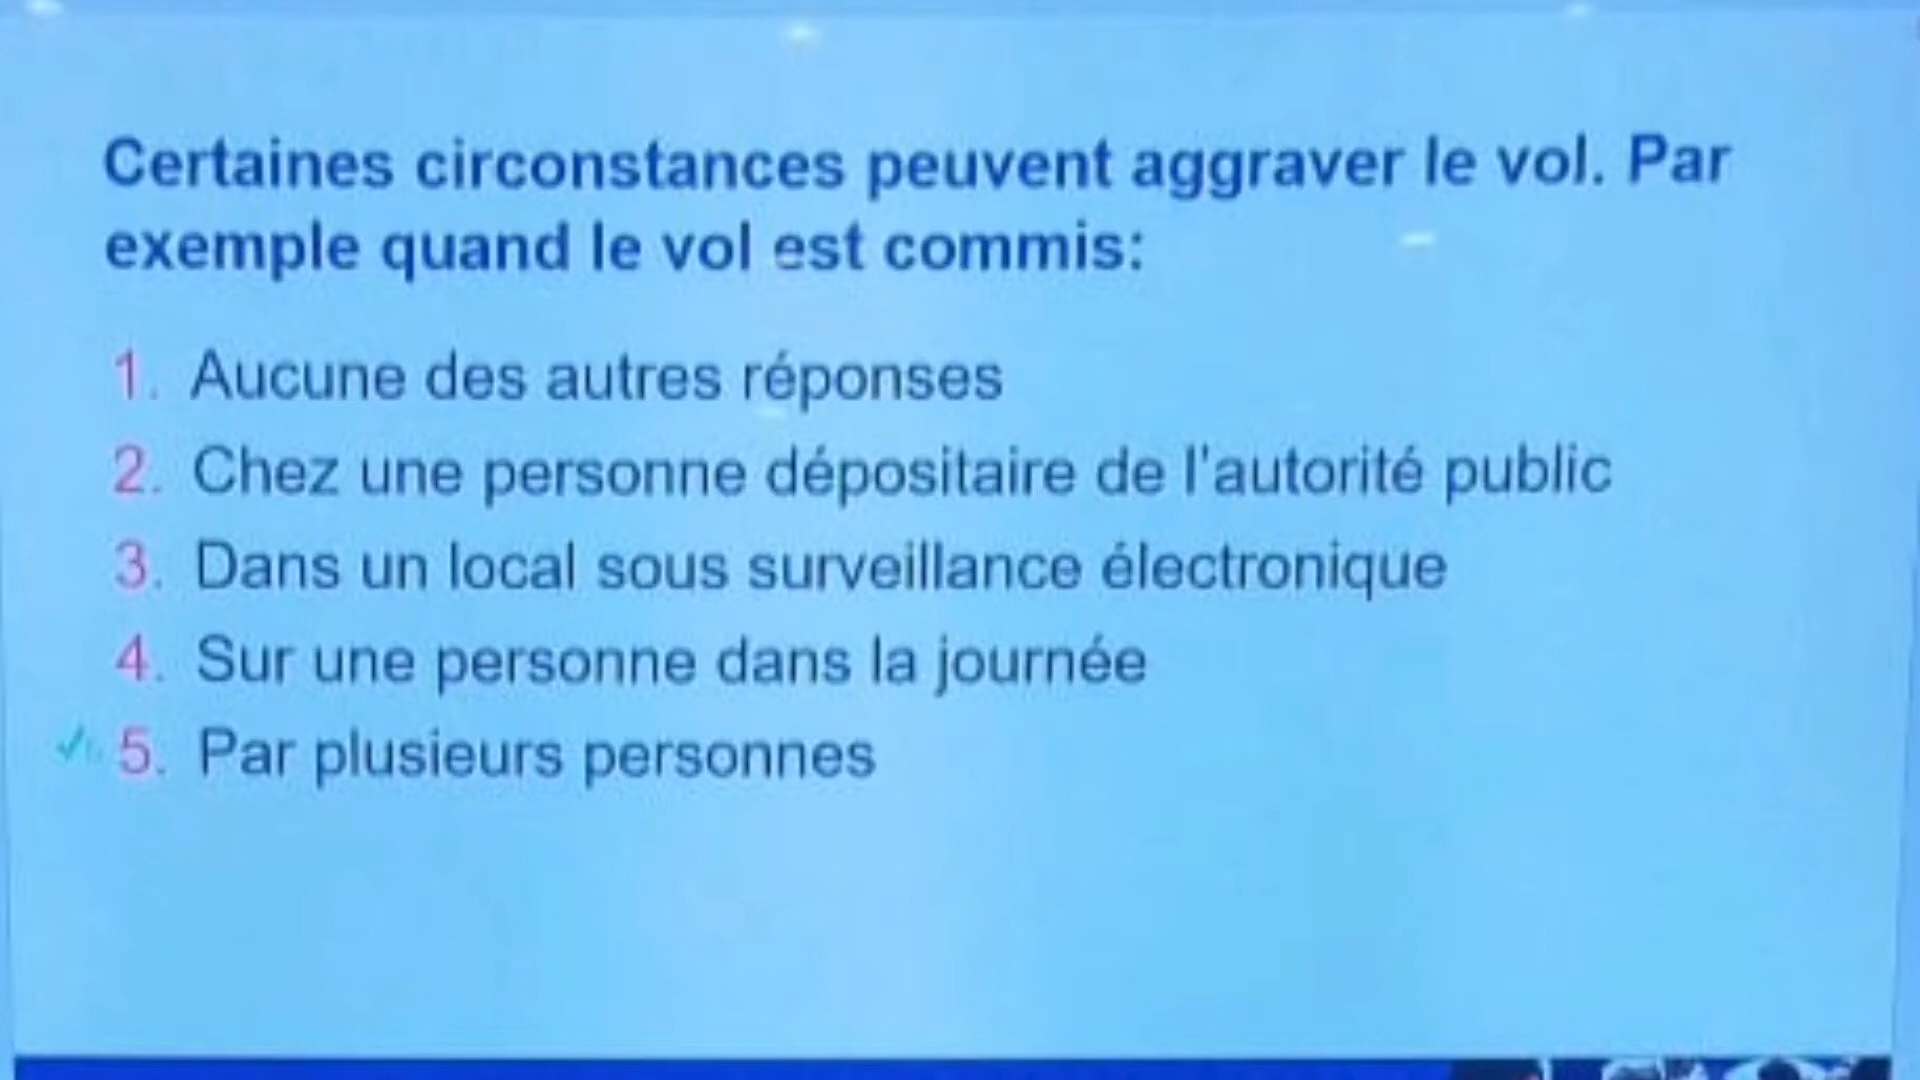 Certaines circonstances peuvent aggraver le vol. Par
exemple quand le vol est commis:
1. Aucune des autres réponses
2. Chez une personne dépositaire de l'autorité public
3. Dans un local sous surveillance électronique
4. Sur une personne dans la journée
5. Par plusieurs personnes